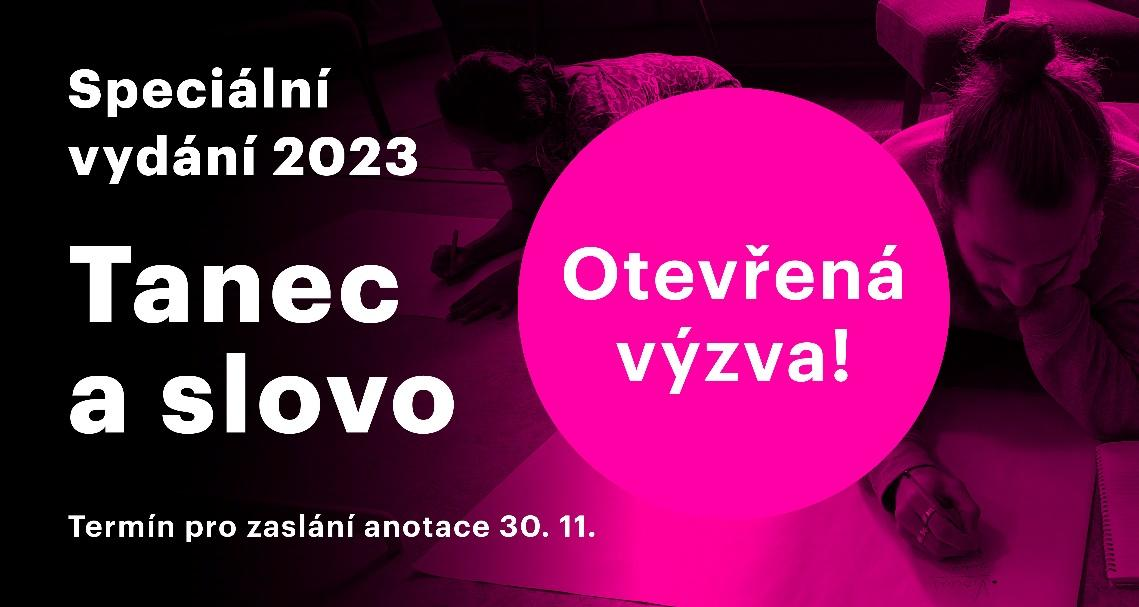 Speciální
vydání 2023
Tanec
a slovo
Otevřená
výzva!
Termín pro zaslání anotace 30. 11.